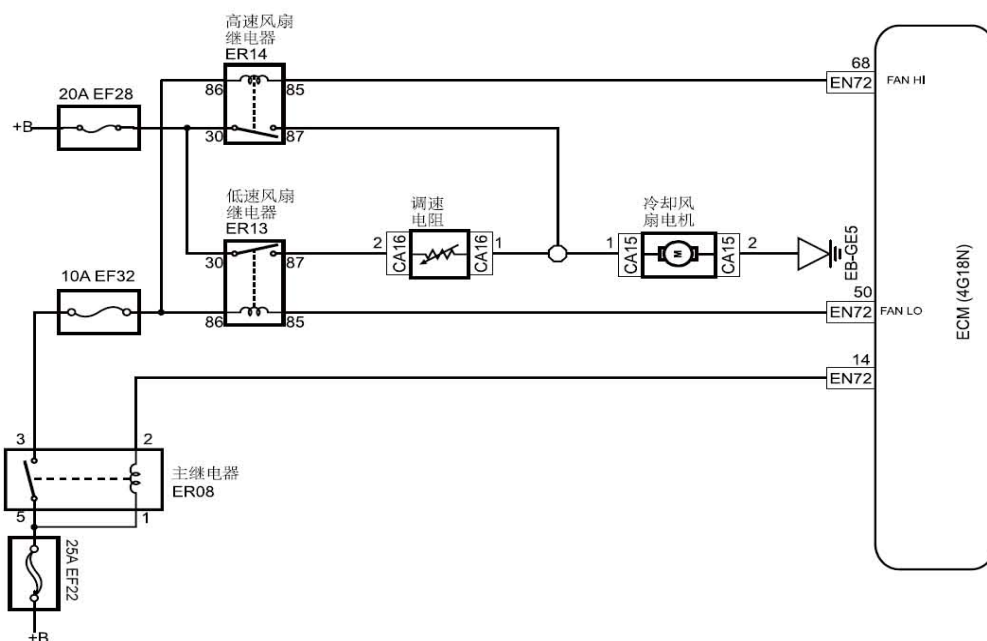 高速风扇
继电器
ER14
86
85
68
EN72
FAN HI
20A EF28
+B
30
87
低速风扇
继电器
ER13
调速
电阻
冷却风
扇电机
30
87
2
CA16
CA16
1
1
CA15
M
CA15
2
EB-GE5
10A EF32
86
85
50
EN72
FAN LO
ECM (4G18N)
14
EN72
3
2
主继电器
ER08
5
1
25A EF22
+B